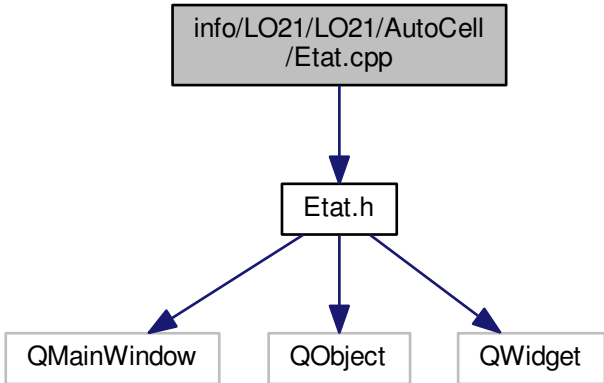 info/LO21/LO21/AutoCell
/Etat.cpp
Etat.h
QMainWindow
QObject
QWidget